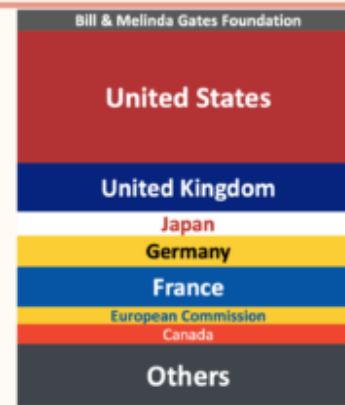 Bill & Melinda Gates Foundation
United States
United Kingdom
Japan
Germany
France
European Commission
Canada
Others